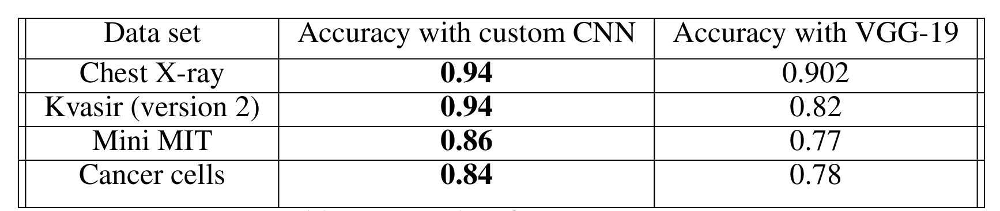 Data set Accuracy with custom CNN Accuracy with VGG-19
Chest X-ray 0.94 0.902
Kvasir (version 2) 0.94 0.82
Mini MIT 0.86 0.77
Cancer cells 0.84 0.78